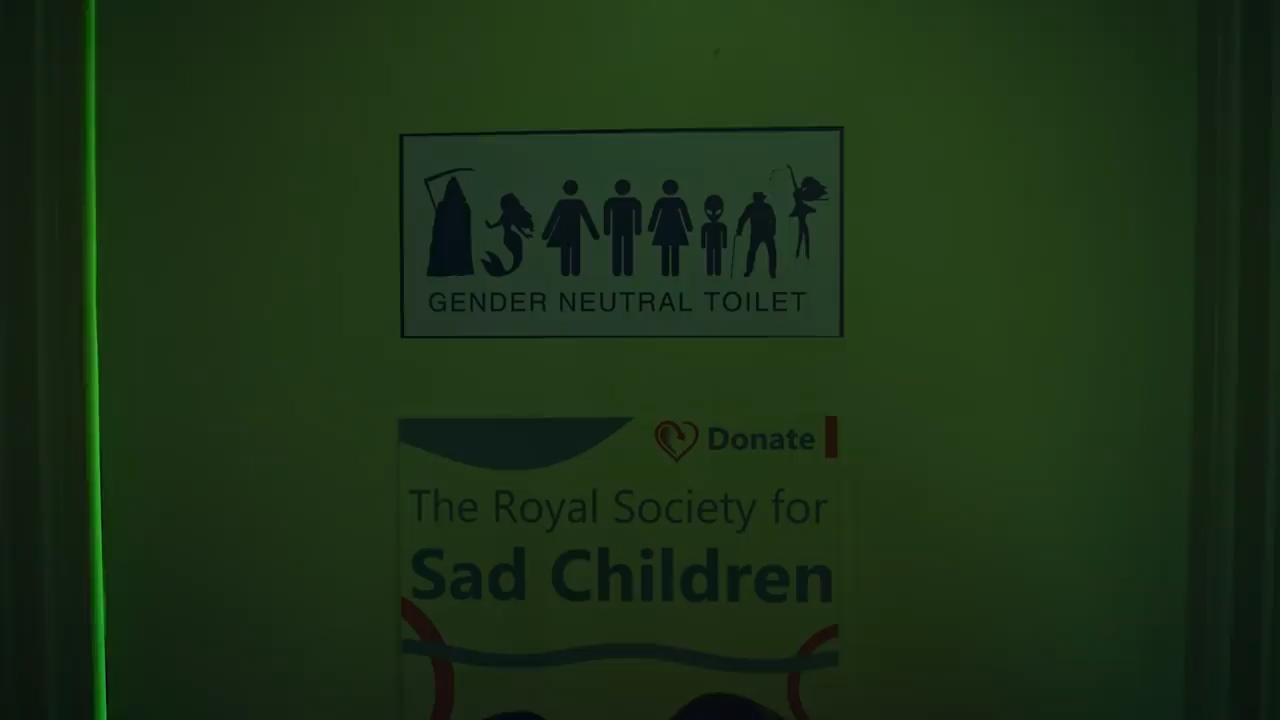 GENDER NEUTRAL TOILET
Donate
The Royal Society for
Sad Children